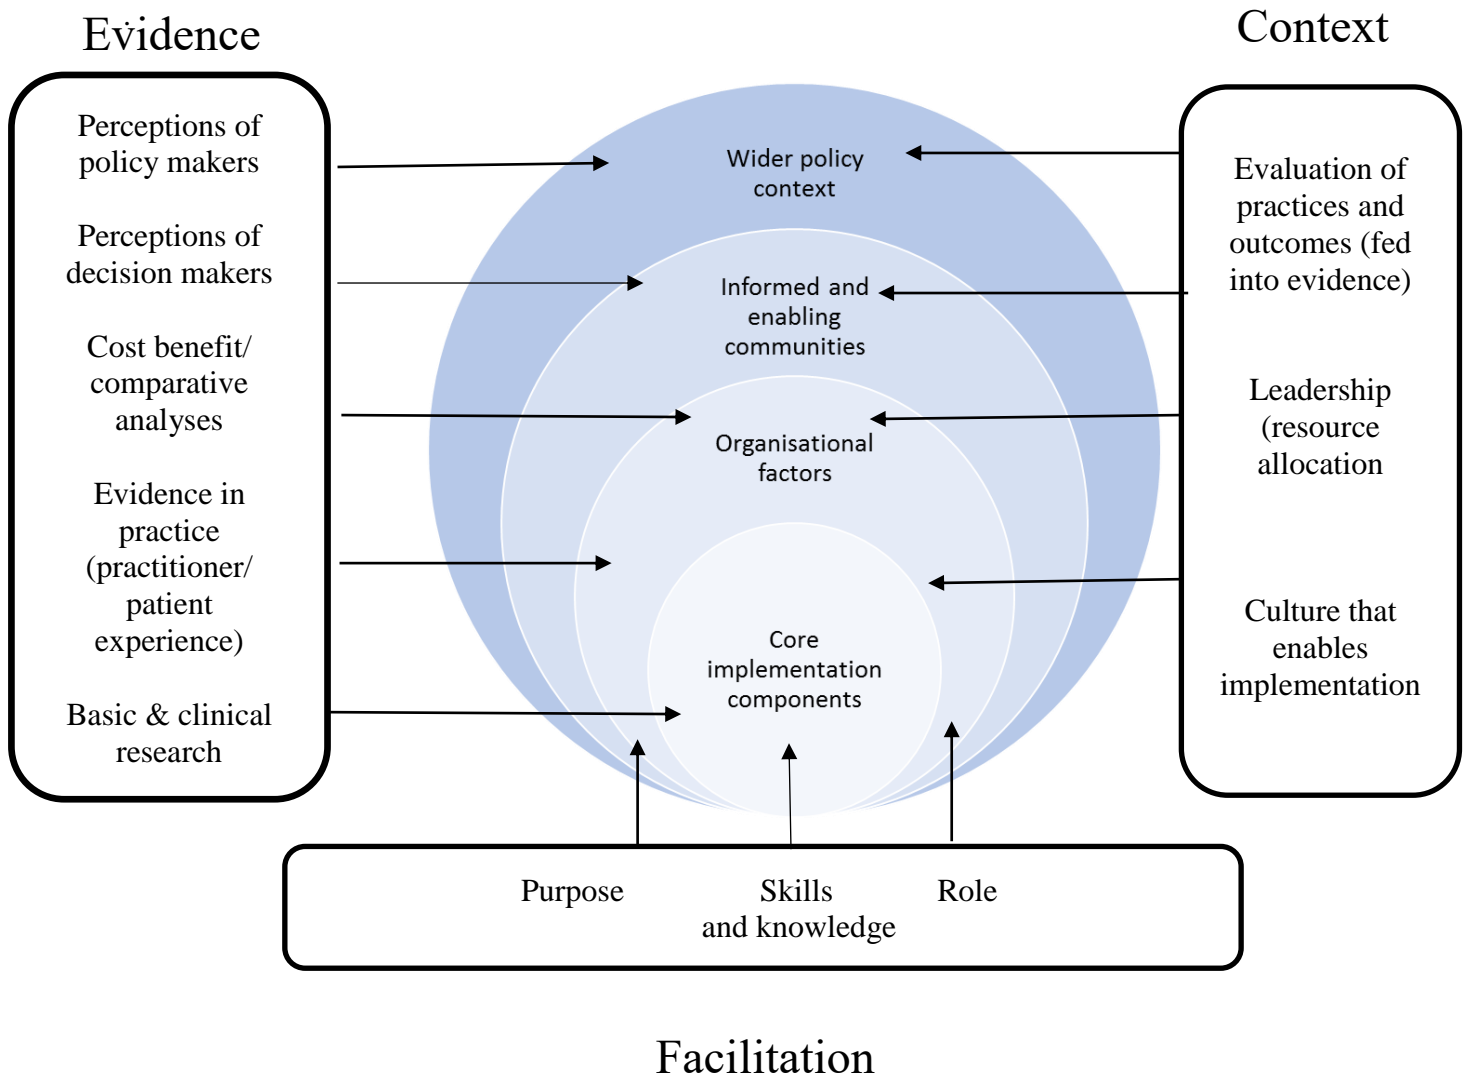 Evidence
Context
Perceptions of
policy makers
Perceptions of
decision makers
Cost benefit/
comparative
analyses
Evidence in
practice
(practitioner/
patient
experience)
Basic & clinical
research
Wider policy
context
Informed and
enabling
communities
Organisational
factors
Core
implementation
components
Evaluation of
practices and
outcomes (fed
into evidence)
Leadership
(resource
allocation
Culture that
enables
implementation
Purpose
Skills
and knowledge
Role
Facilitation